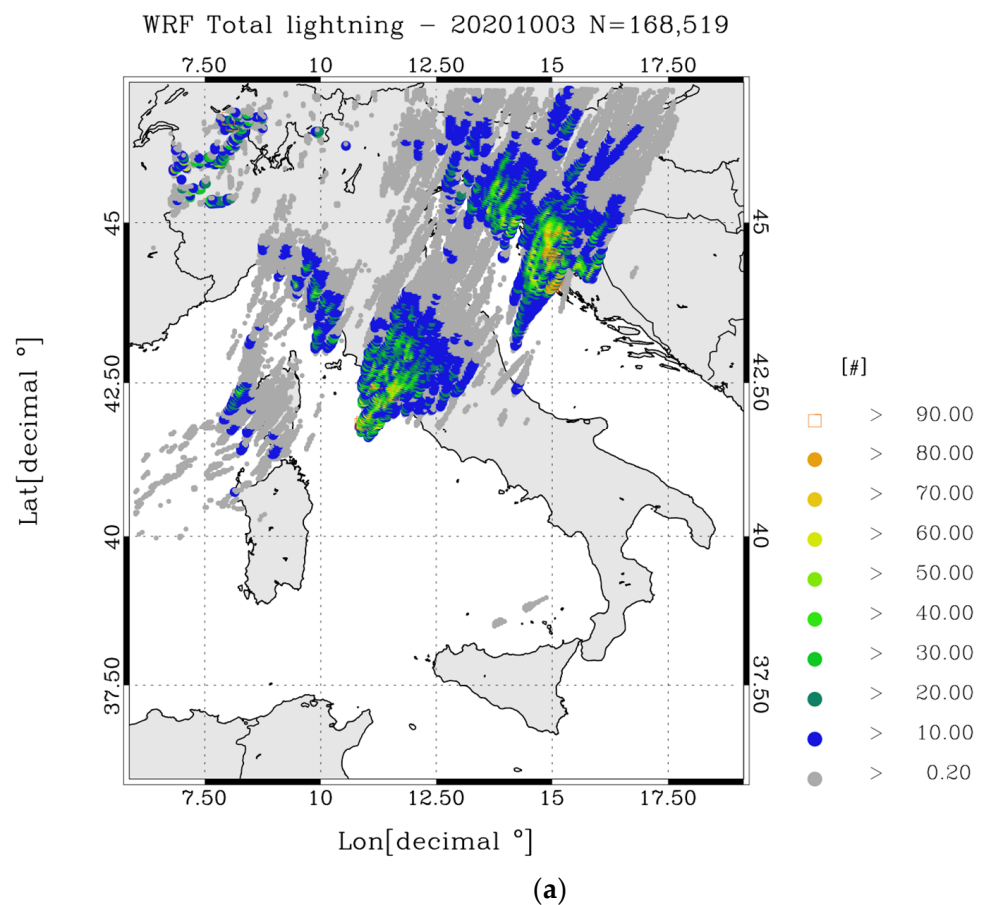 WRF Total lightning − 20201003 N=168,519
7.50 10 12.50 15 17.50
45 45
42.50 42.50
40 40
37.50 37.50
Lat[decimal °]
7.50 10 12.50 15 17.50
Lon[decimal °]
[#]
> 90.00
> 80.00
> 70.00
> 60.00
> 50.00
> 40.00
> 30.00
> 20.00
> 10.00
> 0.20
(a)